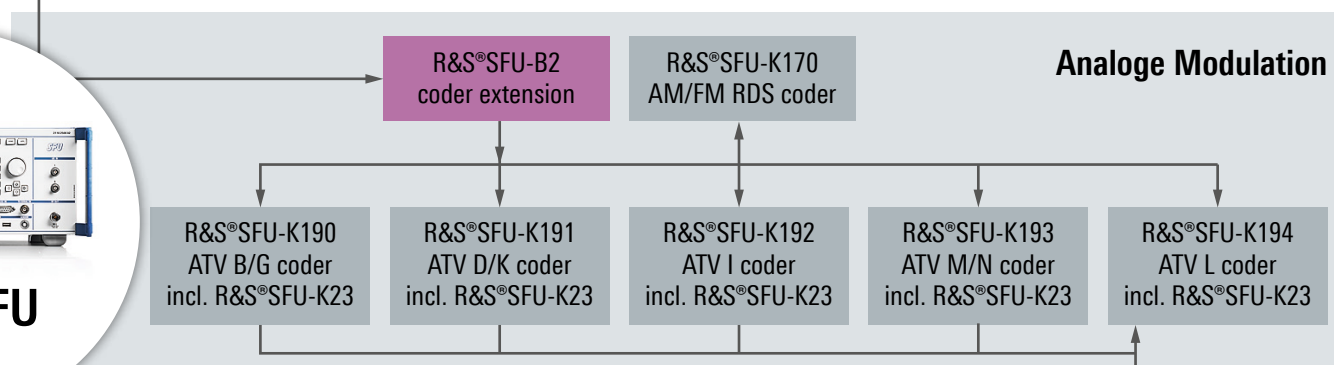 R&S®SFU-B2
coder extension
R&S®SFU-K170
AM/FM RDS coder
Analoge Modulation
SFU
R&S®SFU-K190
ATV B/G coder
incl. R&S®SFU-K23
R&S®SFU-K191
ATV D/K coder
incl. R&S®SFU-K23
R&S®SFU-K192
ATV I coder
incl. R&S®SFU-K23
R&S®SFU-K193
ATV M/N coder
incl. R&S®SFU-K23
R&S®SFU-K194
ATV L coder
incl. R&S®SFU-K23
FU